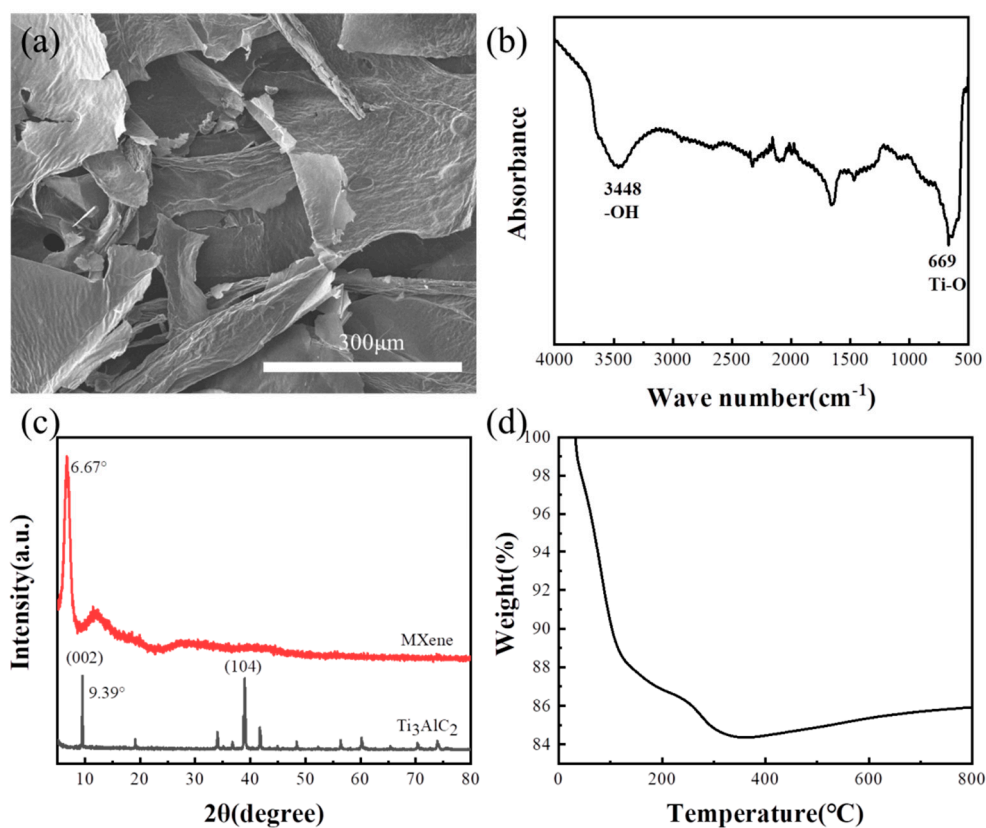 (a)
300μm
(b)
Absorbance
3448
-OH
669
Ti-O
4000 3500 3000 2500 2000 1500 1000 500
Wave number(cm⁻¹)
(c)
Intensity(a.u.)
6.67°
MXene
(002)
(104)
9.39°
Ti₃AlC₂
10 20 30 40 50 60 70 80
2θ(degree)
(d)
Weight(%)
100
98
96
94
92
90
88
86
84
0 200 400 600 800
Temperature(℃)